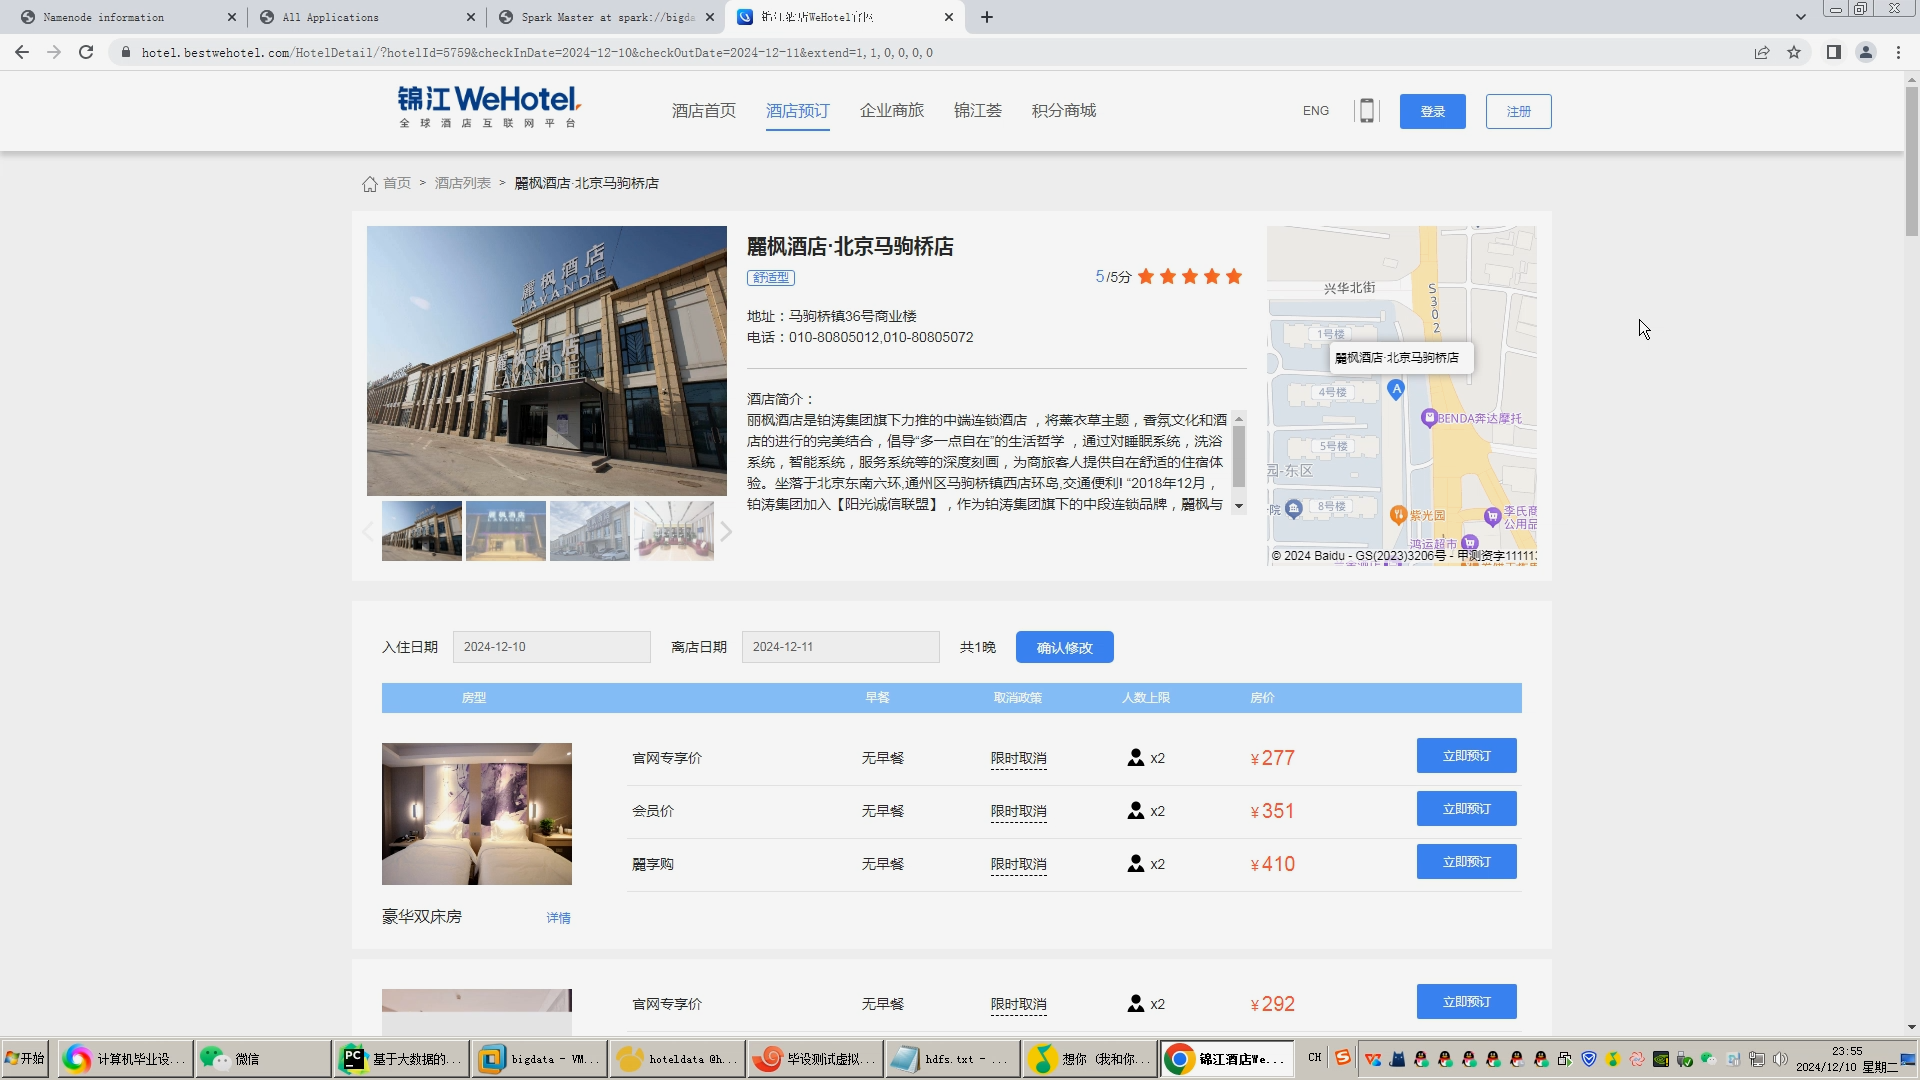 Namenode information
All Applications
Spark Master at spark://bigda
锦江酒店WeHotel官网
hotel.bestwehotel.com/HotelDetail/?hotelId=5759&checkInDate=2024-12-10&checkOutDate=2024-12-11&extend=1,1,0,0,0,0
锦江 WeHotel
全球酒店互联网平台
酒店首页
酒店预订
企业商旅
锦江荟
积分商城
ENG
登录
注册
首页 > 酒店列表 > 麗枫酒店·北京马驹桥店
麗枫酒店
LAVANDE
麗枫酒店
LAVANDE
麗枫酒店·北京马驹桥店
舒适型
5/5分
地址：马驹桥镇36号商业楼
电话：010-80805012,010-80805072
酒店简介：
丽枫酒店是铂涛集团旗下力推的中端连锁酒店 ，将薰衣草主题，香氛文化和酒
店的进行的完美结合，倡导“多一点自在”的生活哲学 ，通过对睡眠系统，洗浴
系统，智能系统，服务系统等的深度刻画，为商旅客人提供自在舒适的住宿体
验。坐落于北京东南六环,通州区马驹桥镇西店环岛,交通便利! “2018年12月，
铂涛集团加入【阳光诚信联盟】，作为铂涛集团旗下的中段连锁品牌，麗枫与
兴华北街
S302
1号楼
麗枫酒店·北京马驹桥店
4号楼
A
BENDA奔达摩托
5号楼
园-东区
院
8号楼
紫光园
李氏商
公用品
鸿运超市
© 2024 Baidu - GS(2023)3206号 - 甲测资字11111
入住日期
2024-12-10
离店日期
2024-12-11
共1晚
确认修改
房型
早餐
取消政策
人数上限
房价
官网专享价
无早餐
限时取消
x2
¥277
立即预订
会员价
无早餐
限时取消
x2
¥351
立即预订
麗享购
无早餐
限时取消
x2
¥410
立即预订
豪华双床房
详情
官网专享价
无早餐
限时取消
x2
¥292
立即预订
开始
计算机毕业设...
微信
基于大数据的...
bigdata - VM...
hoteldata @h...
毕设测试虚拟...
hdfs.txt - ...
想你（我和你...
锦江酒店We...
CH
23:55
2024/12/10 星期二